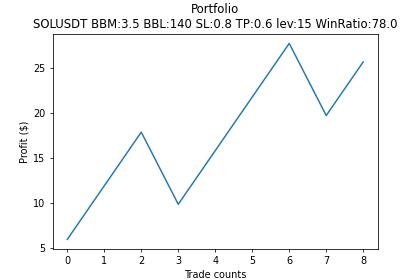 Portfolio
SOLUSDT BBM:3.5 BBL:140 SL:0.8 TP:0.6 lev:15 WinRatio:78.0
25
20
15
10
5
Profit ($)
0 1 2 3 4 5 6 7 8
Trade counts